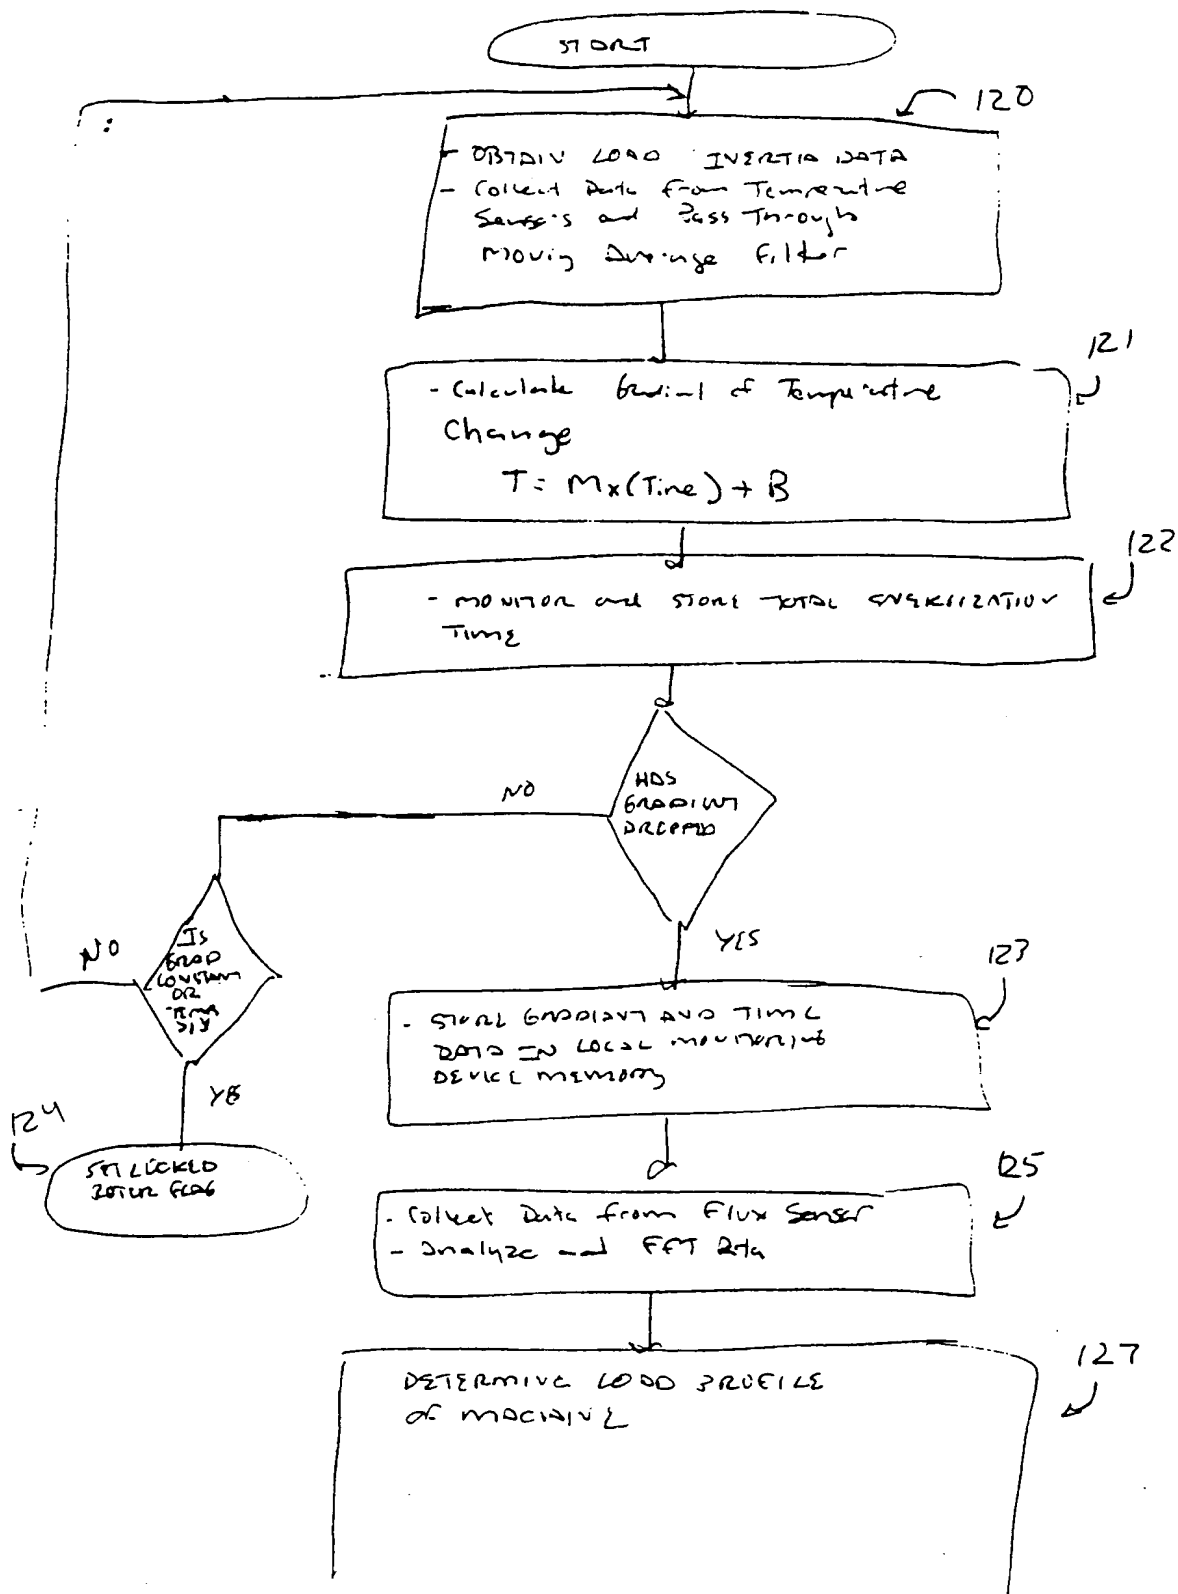 START
120
- OBTAIN LOAD INERTIA DATA
- Collect Data from Temperature
Sensors and Pass Through
Moving Average Filter
121
- Calculate Gradient of Temperature
Change
T = Mx(Time) + B
122
- MONITOR and STORE TOTAL ENERGIZATION
TIME
HAS
GRADIENT
DROPPED
NO
YES
IS
GRAD
CONSTANT
OR
NO
YES
123
- STORE GRADIENT AND TIME
DATA IN LOCAL MONITORING
DEVICE MEMORY
124
SET LOCKED
ROTOR FLAG
125
- Collect Data from Flux Sensor
- Analyze and FFT Data
127
DETERMINE LOAD PROFILE
OF MACHINE